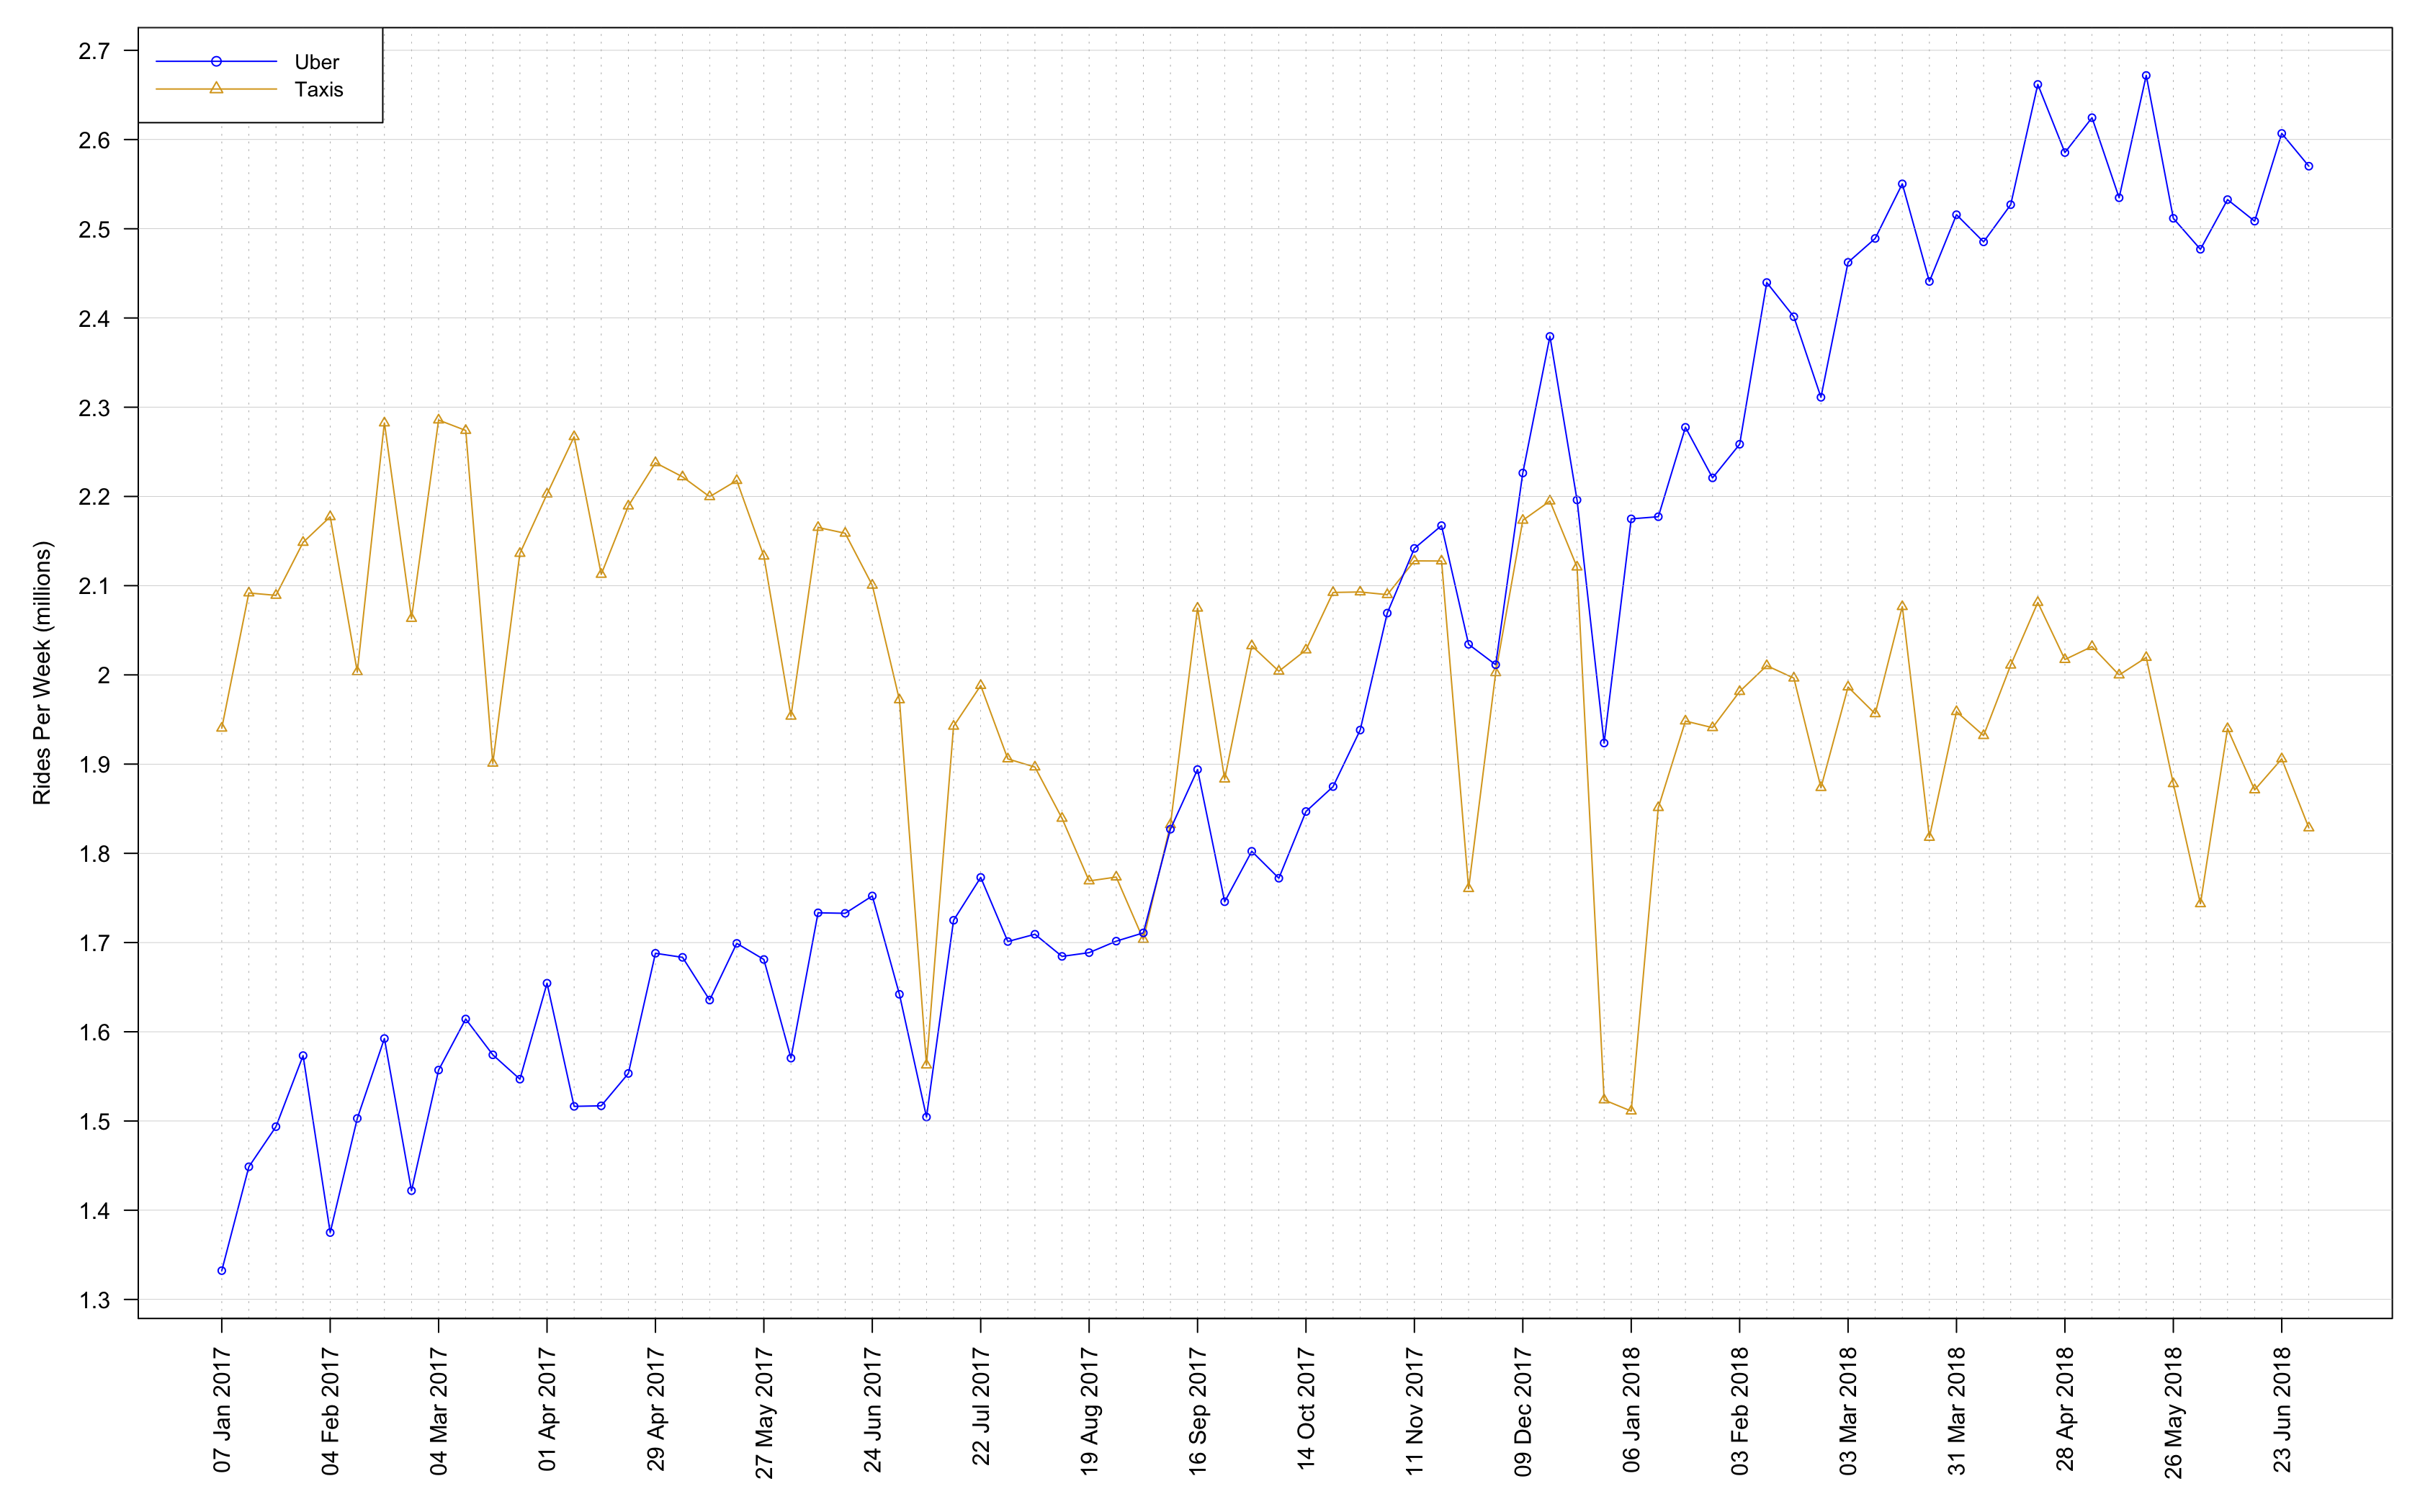 Uber
Taxis
2.7
2.6
2.5
2.4
2.3
2.2
2.1
2
1.9
1.8
1.7
1.6
1.5
1.4
1.3
Rides Per Week (millions)
07 Jan 2017
04 Feb 2017
04 Mar 2017
01 Apr 2017
29 Apr 2017
27 May 2017
24 Jun 2017
22 Jul 2017
19 Aug 2017
16 Sep 2017
14 Oct 2017
11 Nov 2017
09 Dec 2017
06 Jan 2018
03 Feb 2018
03 Mar 2018
31 Mar 2018
28 Apr 2018
26 May 2018
23 Jun 2018